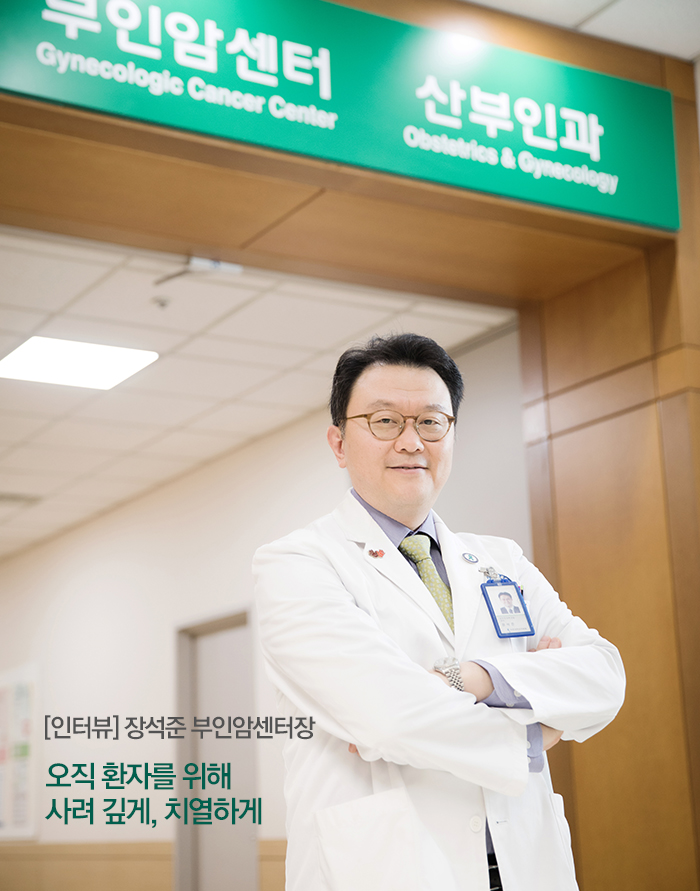 부인암센터
Gynecologic Cancer Center
산부인과
Obstetrics & Gynecology
[인터뷰] 장석준 부인암센터장
오직 환자를 위해
사려 깊게, 치열하게